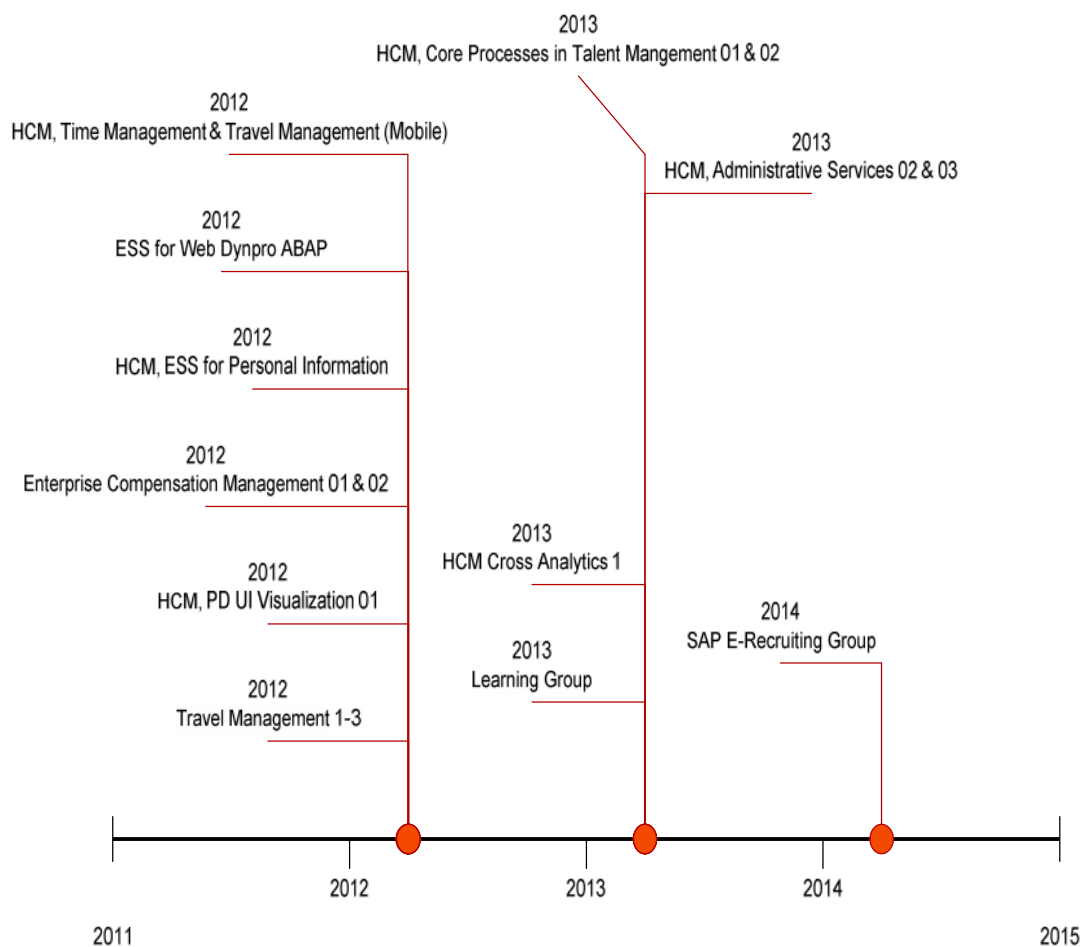 2013
HCM, Core Processes in Talent Mangement 01 & 02
2012
HCM, Time Management & Travel Management (Mobile)
2013
HCM, Administrative Services 02 & 03
2012
ESS for Web Dynpro ABAP
2012
HCM, ESS for Personal Information
2012
Enterprise Compensation Management 01 & 02
2013
HCM Cross Analytics 1
2012
HCM, PD UI Visualization 01
2014
SAP E-Recruiting Group
2013
Learning Group
2012
Travel Management 1-3
2012
2013
2014
2011
2015